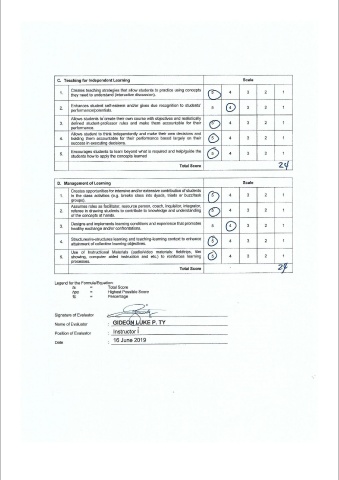 C. Teaching for Independent Learning Scale
1. Creates teaching strategies that allow students to practice using concepts they need to understand (interactive discussion). 5 4 3 2 1
2. Enhances student self-esteem and/or gives due recognition to students' performance/potentials. 5 4 3 2 1
3. Allows students to create their own course with objectives and realistically defined student-professor rules and make them accountable for their performance. 5 4 3 2 1
4. Allows student to think independently and make their own decisions and holding them accountable for their performance based largely on their success in executing decisions. 5 4 3 2 1
5. Encourages students to learn beyond what is required and help/guide the students how to apply the concepts learned 5 4 3 2 1
Total Score 24
D. Management of Learning Scale
1. Creates opportunities for intensive and/or extensive contribution of students in the class activities (e.g. breaks class into dyads, triads or buzz/task groups). 5 4 3 2 1
2. Assumes roles as facilitator, resource person, coach, inquisitor, integrator, referee in drawing students to contribute to knowledge and understanding of the concepts at hands. 5 4 3 2 1
3. Designs and implements learning conditions and experience that promotes healthy exchange and/or confrontations. 5 4 3 2 1
4. Structures/re-structures learning and teaching-learning context to enhance attainment of collective learning objectives. 5 4 3 2 1
5. Use of Instructional Materials (audio/video materials: fieldtrips, film showing, computer aided instruction and etc.) to reinforces learning processes. 5 4 3 2 1
Total Score 24
Legend for the Formula/Equation:
ts = Total Score
hps = Highest Possible Score
% = Percentage
Signature of Evaluator :
Name of Evaluator : GIDEON LUKE P. TY
Position of Evaluator : Instructor I
Date : 16 June 2019